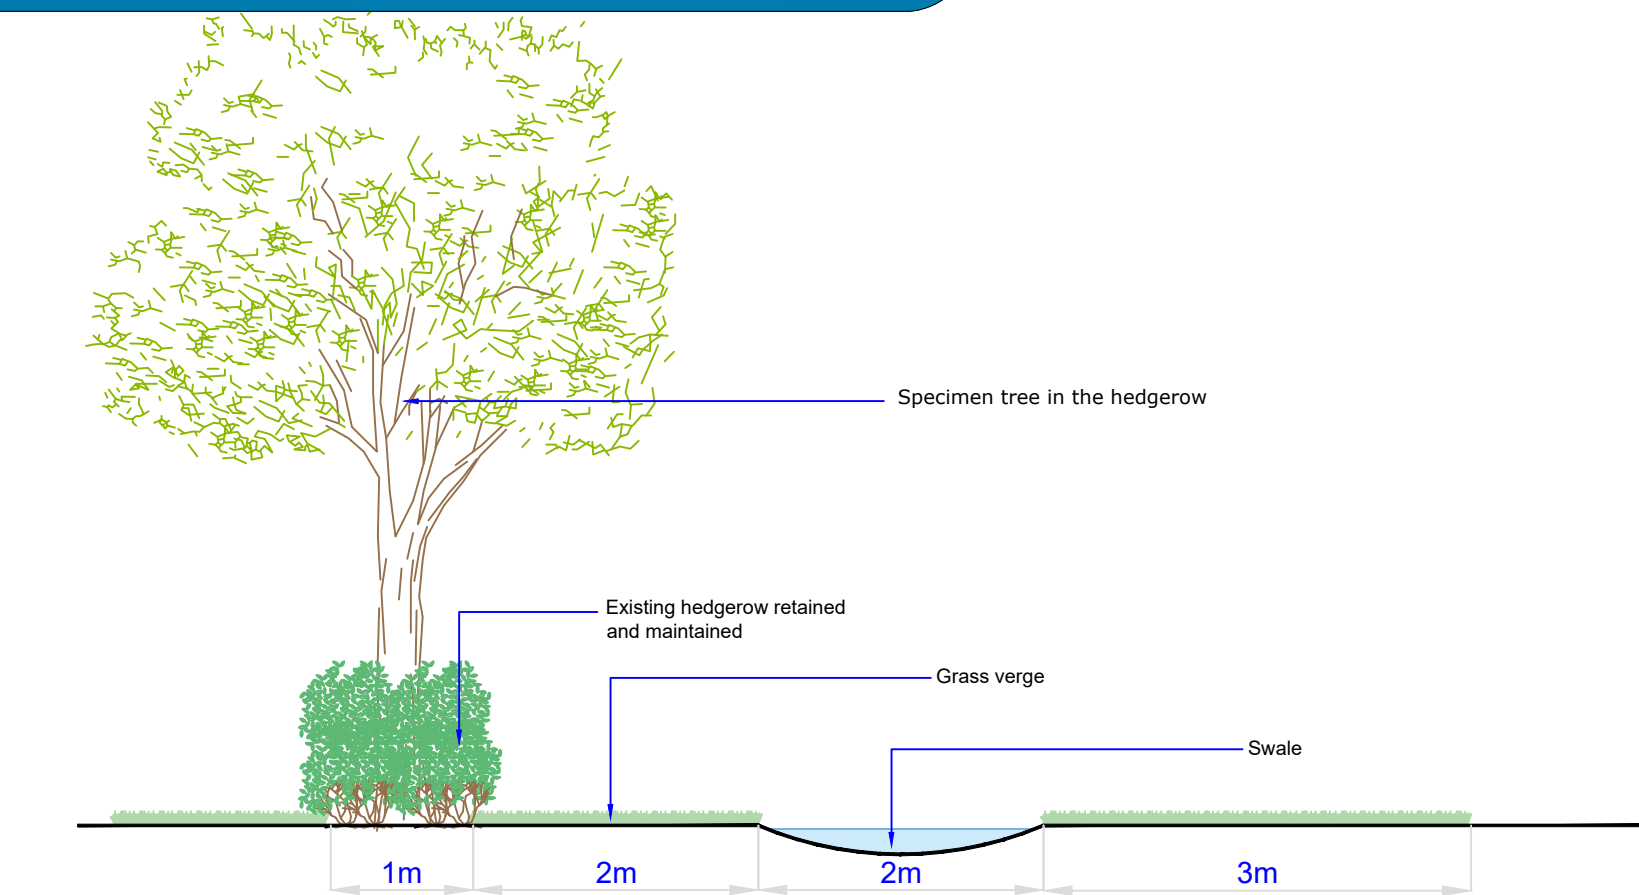 Specimen tree in the hedgerow
Existing hedgerow retained
and maintained
Grass verge
Swale
1m
2m
2m
3m